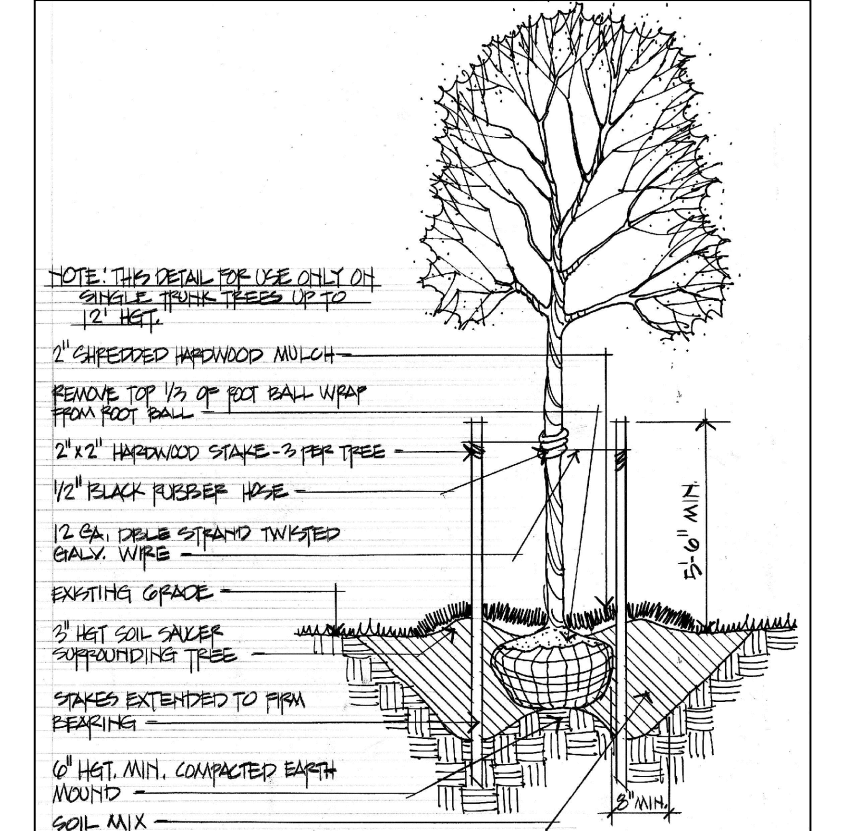 NOTE: THIS DETAIL FOR USE ONLY ON
SINGLE TRUNK TREES UP TO
12' HGT.
2" SHREDDED HARDWOOD MULCH
REMOVE TOP 1/3 OF ROOT BALL WRAP
FROM ROOT BALL
2" x 2" HARDWOOD STAKE - 3 PER TREE
1/2" BLACK RUBBER HOSE
12 GA. DBLE STRAND TWISTED
GALV. WIRE
EXISTING GRADE
3" HGT SOIL SAUCER
SURROUNDING TREE
STAKES EXTENDED TO FIRM
BEARING
6" HGT. MIN. COMPACTED EARTH
MOUND
SOIL MIX
5'-6" MIN.
8" MIN.